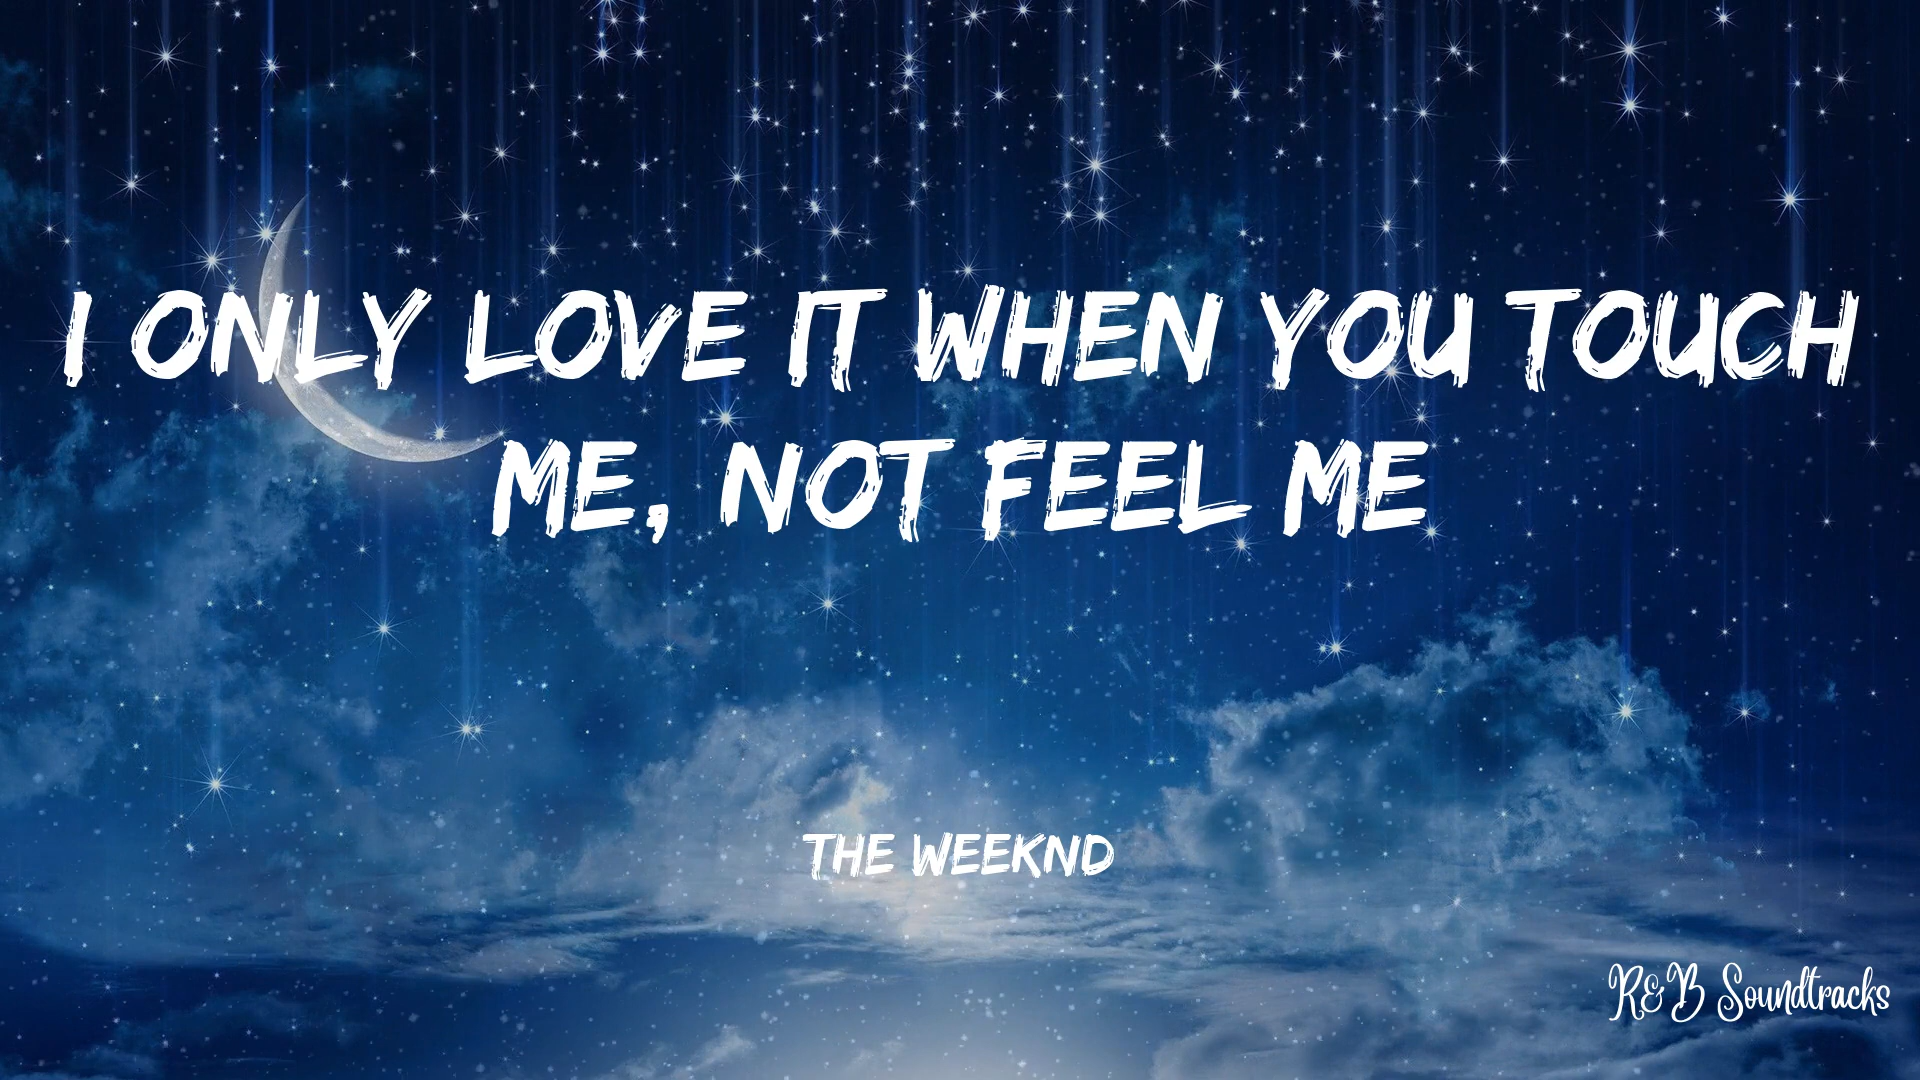 I ONLY LOVE IT WHEN YOU TOUCH
ME, NOT FEEL ME
THE WEEKND
R&B Soundtracks